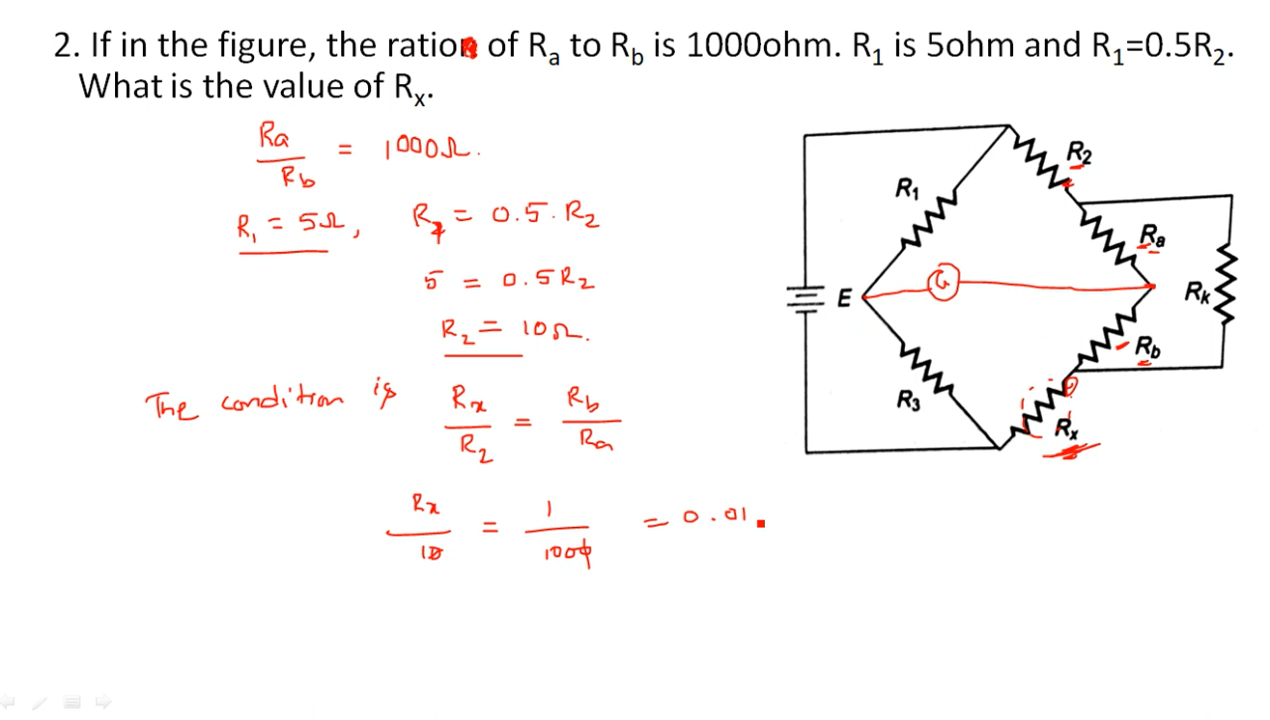 2. If in the figure, the ration of Ra to Rb is 1000ohm. R1 is 5ohm and R1=0.5R2.
What is the value of Rx.
Ra / Rb = 1000Ω.
R1 = 5Ω, R1 = 0.5 . R2
5 = 0.5R2
R2 = 10Ω.
The condition is Rx / R2 = Rb / Ra
Rx / 10 = 1 / 1000 = 0.01
R2
R1
Ra
G
E
Rk
Rb
R3
Rx